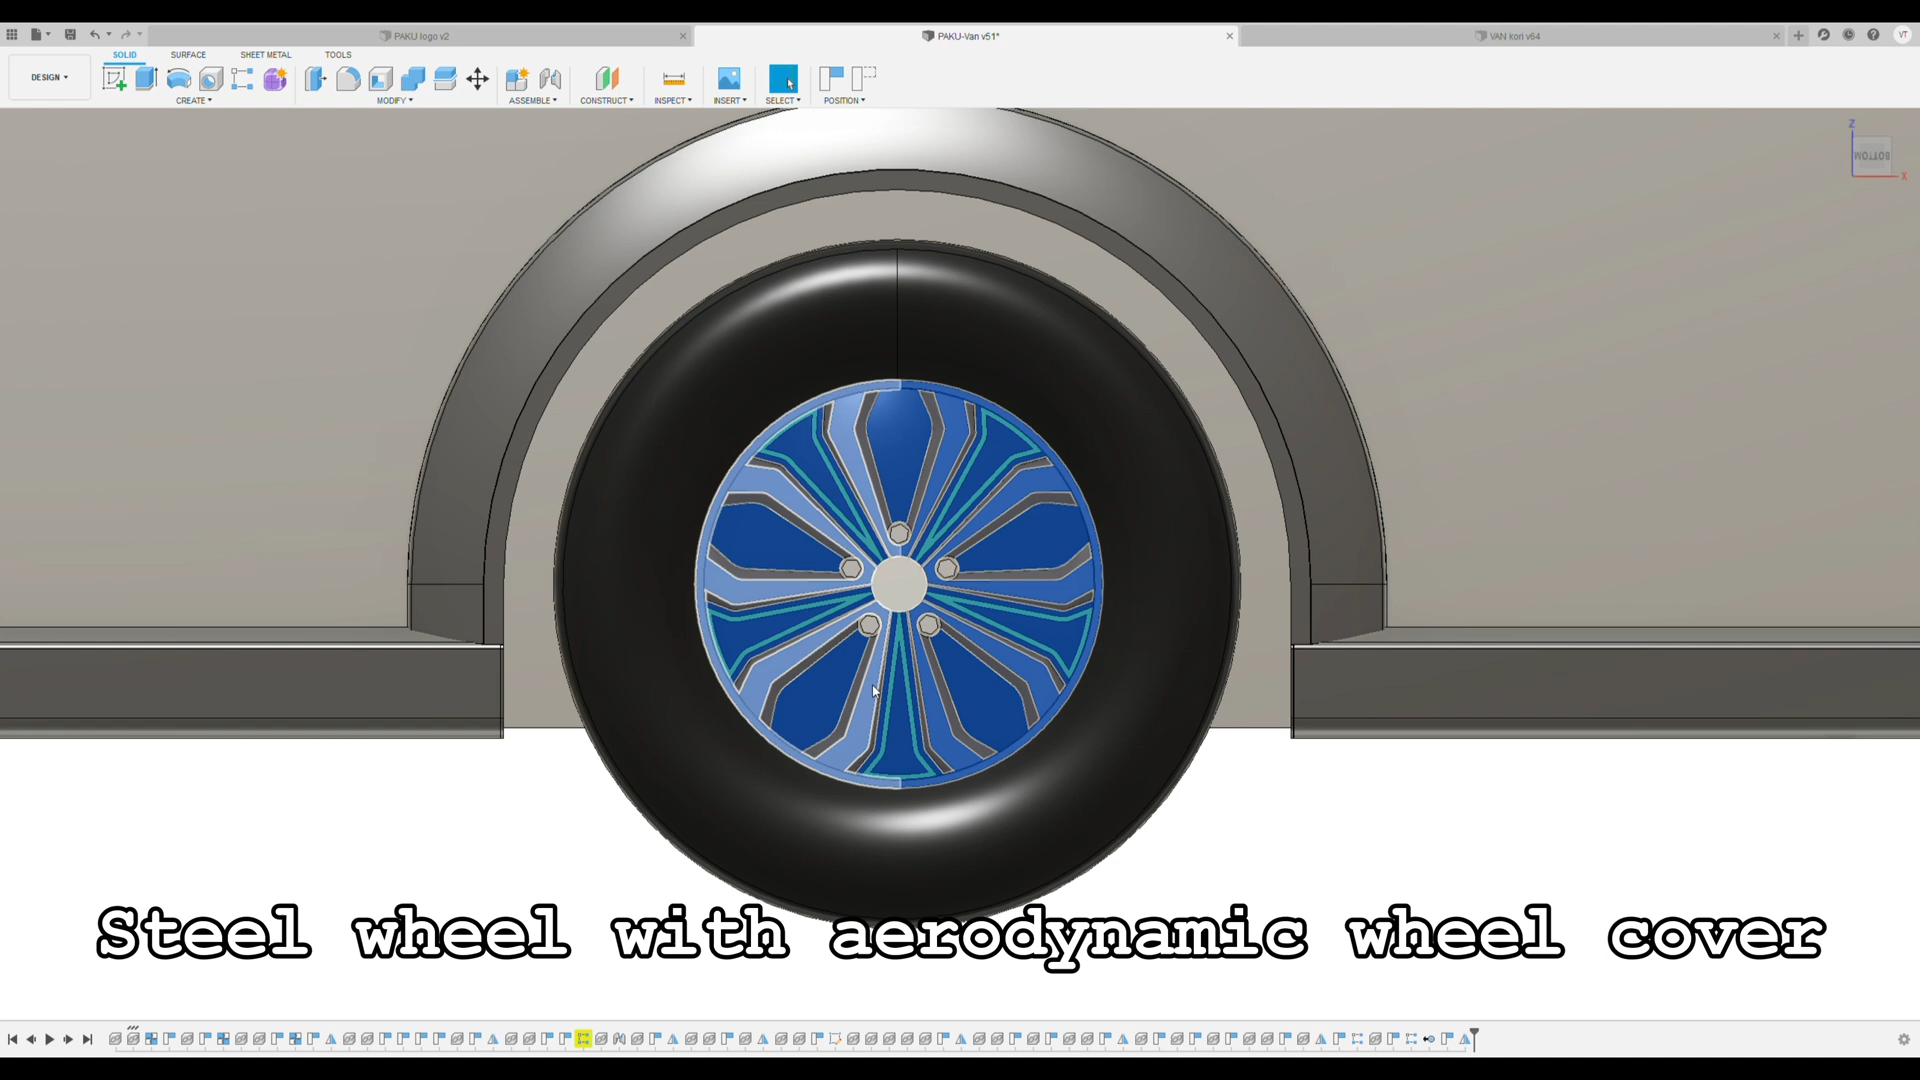 PAKU logo v2
PAKU-Van v51*
VAN kori v64
VT
DESIGN
SOLID
SURFACE
SHEET METAL
TOOLS
CREATE
MODIFY
ASSEMBLE
CONSTRUCT
INSPECT
INSERT
SELECT
POSITION
Z
BOTTOM
X
Steel wheel with aerodynamic wheel cover